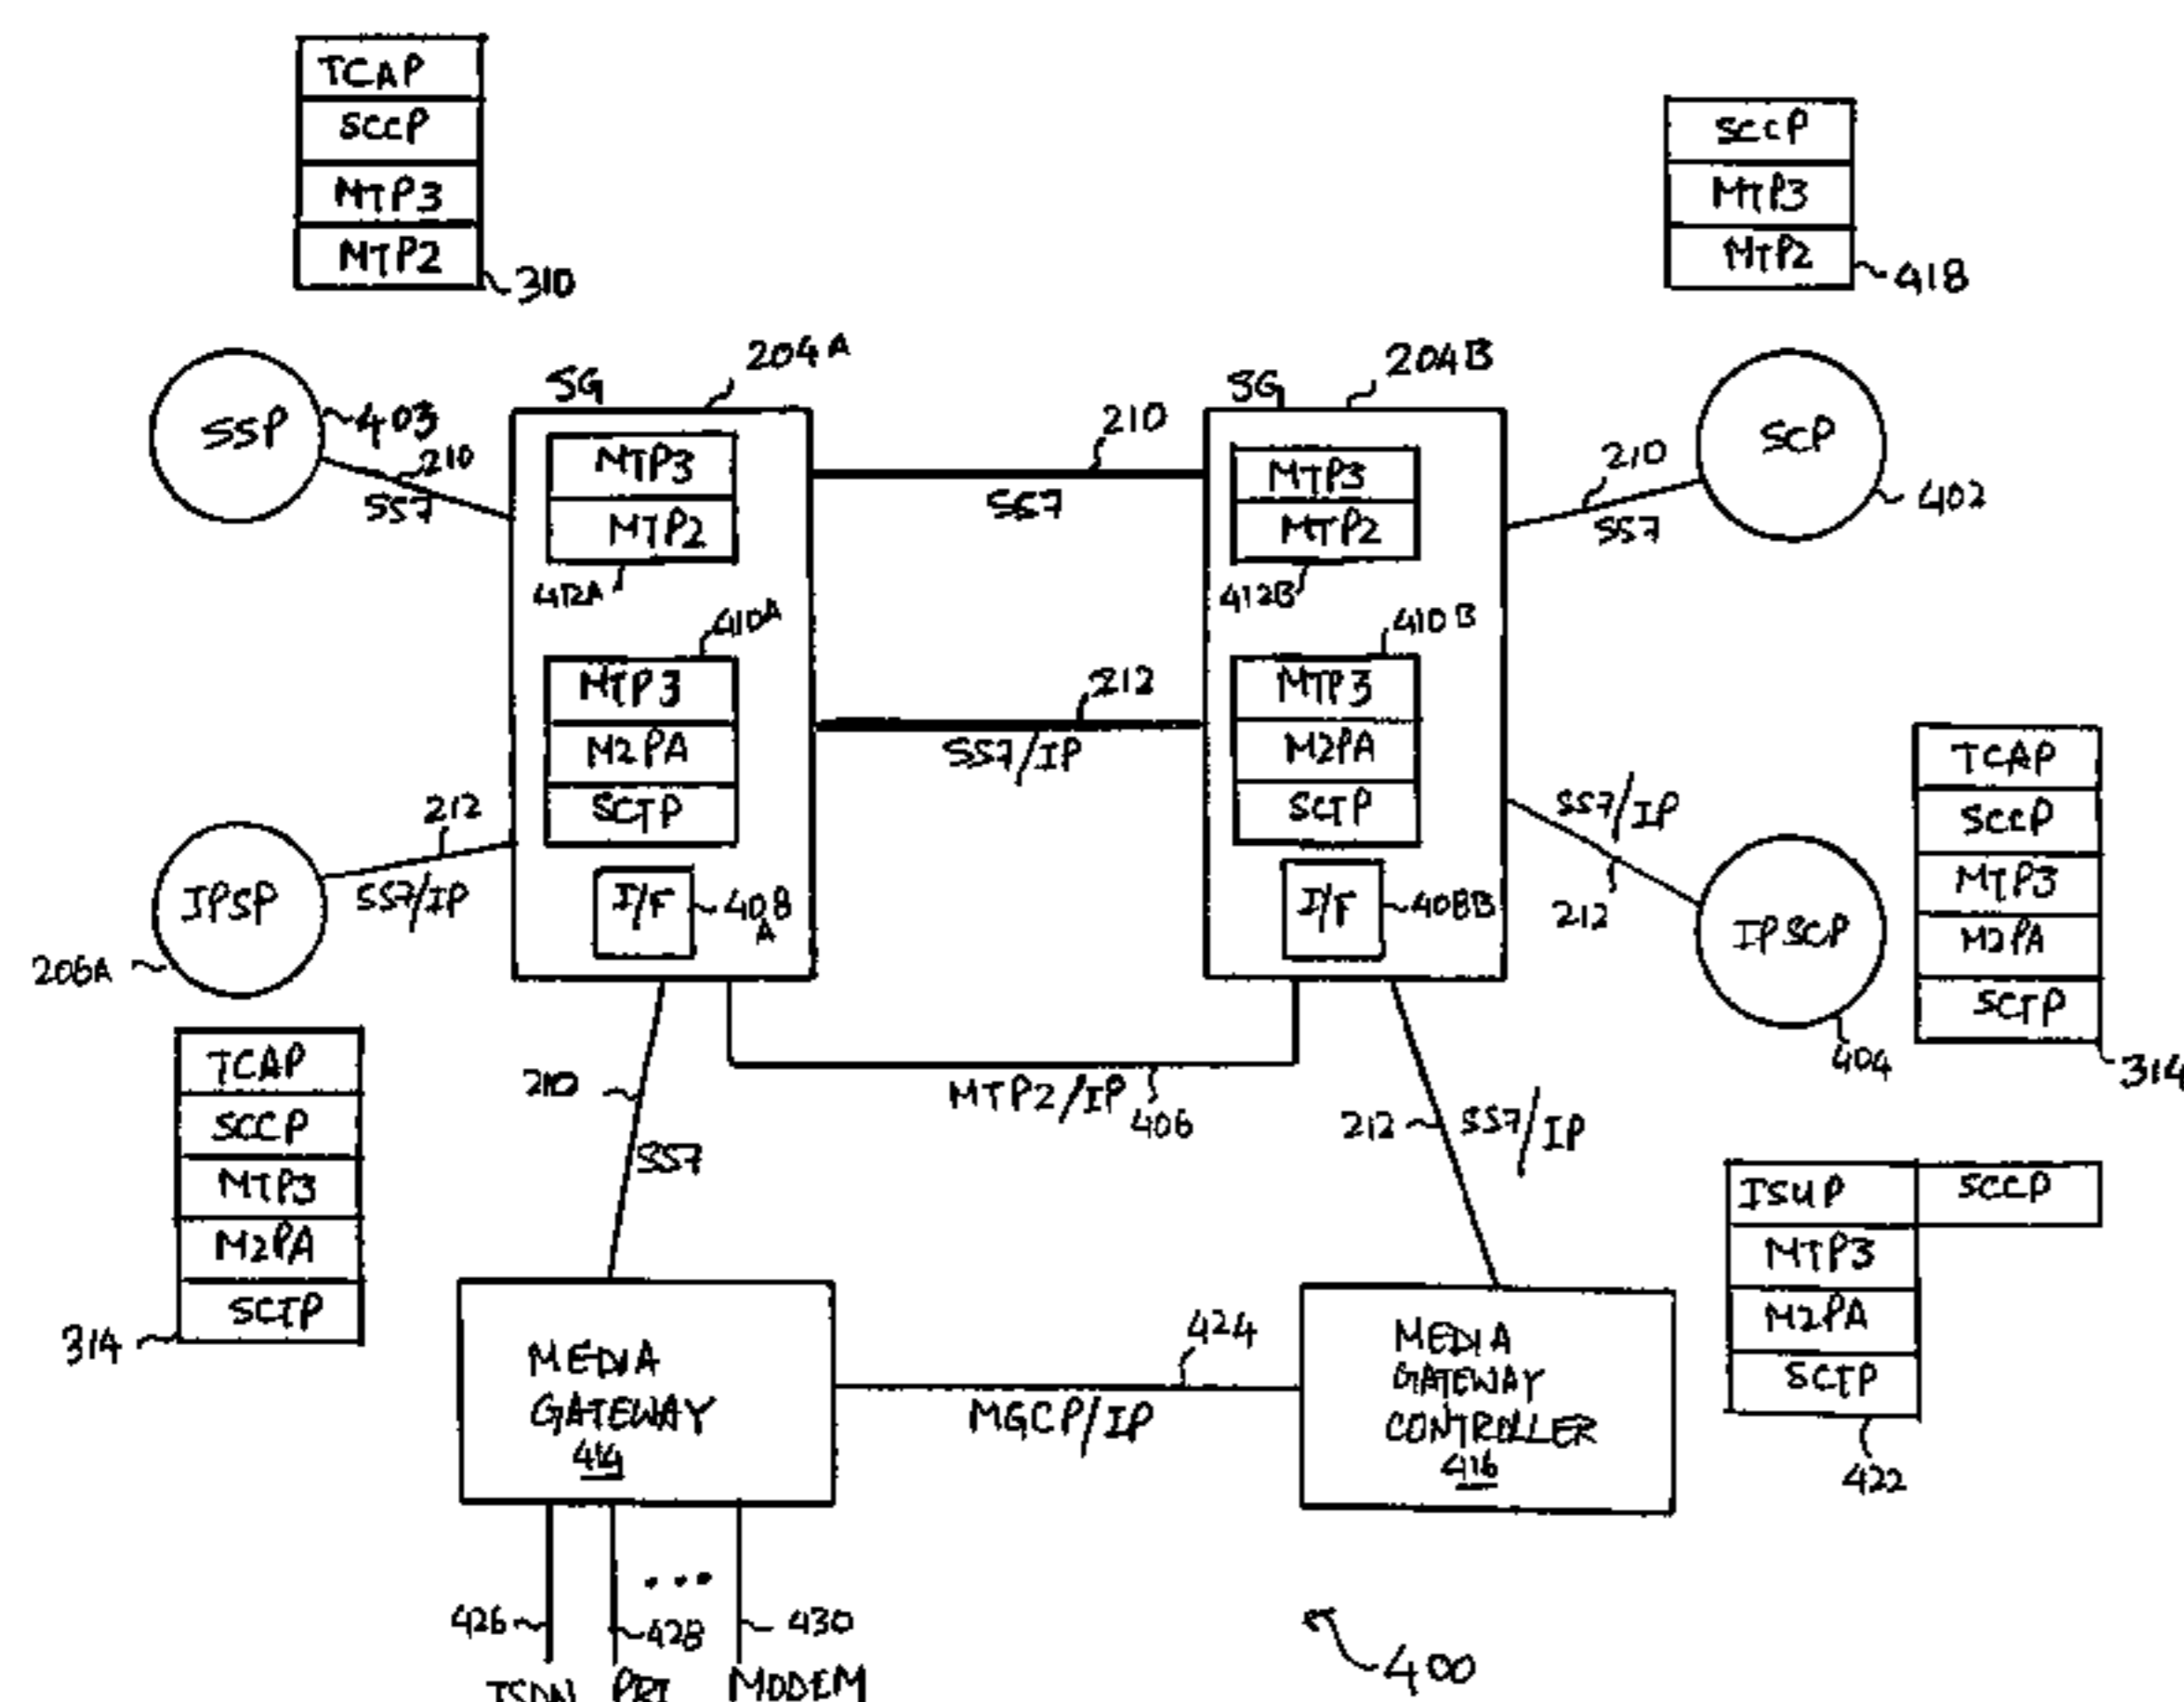 TCAP
SCCP
MTP3
MTP2
310
SCCP
MTP3
MTP2
418
SSP
403
210
SS7
SG
204A
MTP3
MTP2
412A
410A
MTP3
M2PA
SCTP
I/F
408
A
210
SS7
212
SS7/IP
SG
204B
MTP3
MTP2
412B
410B
MTP3
M2PA
SCTP
I/F
408B
SCP
402
210
SS7
IPSP
206A
212
SS7/IP
SS7/IP
212
IPSCP
404
TCAP
SCCP
MTP3
M2PA
SCTP
314
TCAP
SCCP
MTP3
M2PA
SCTP
314
210
SS7
MTP2/IP
406
212
SS7/IP
ISUP SCCP
MTP3
M2PA
SCTP
422
MEDIA
GATEWAY
414
424
MGCP/IP
MEDIA
GATEWAY
CONTROLLER
416
426
428
...
430
ISDN PRI MODEM
400